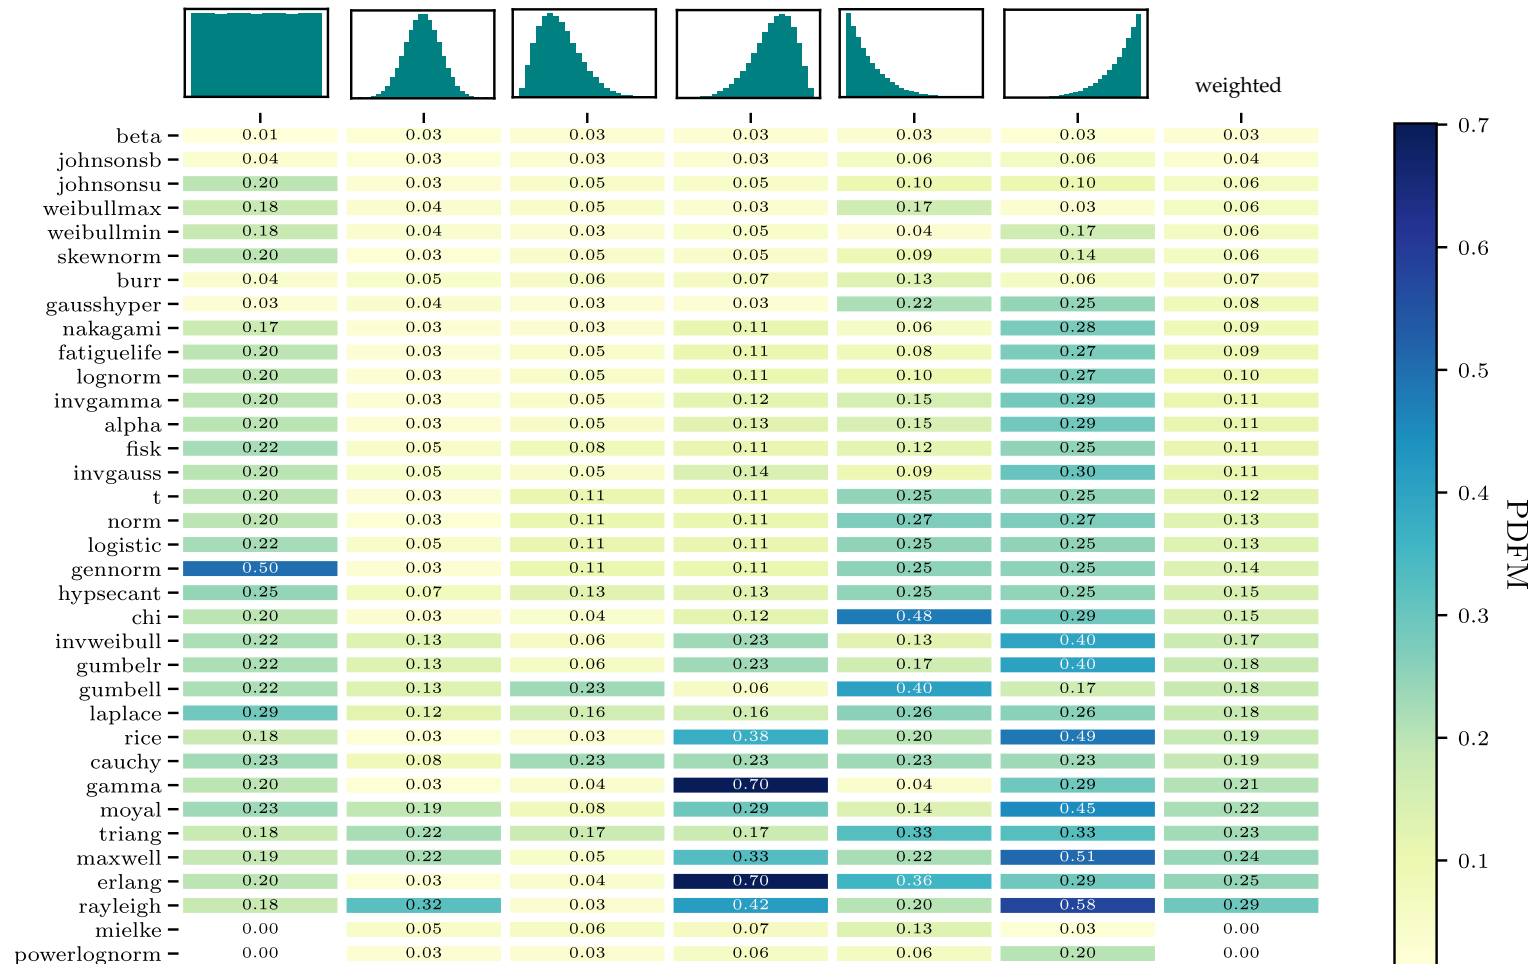 weighted
beta 0.01 0.03 0.03 0.03 0.03 0.03 0.03
johnsonsb 0.04 0.03 0.03 0.03 0.06 0.06 0.04
johnsonsu 0.20 0.03 0.05 0.05 0.10 0.10 0.06
weibullmax 0.18 0.04 0.05 0.03 0.17 0.03 0.06
weibullmin 0.18 0.04 0.03 0.05 0.04 0.17 0.06
skewnorm 0.20 0.03 0.05 0.05 0.09 0.14 0.06
burr 0.04 0.05 0.06 0.07 0.13 0.06 0.07
gausshyper 0.03 0.04 0.03 0.03 0.22 0.25 0.08
nakagami 0.17 0.03 0.03 0.11 0.06 0.28 0.09
fatiguelife 0.20 0.03 0.05 0.11 0.08 0.27 0.09
lognorm 0.20 0.03 0.05 0.11 0.10 0.27 0.10
invgamma 0.20 0.03 0.05 0.12 0.15 0.29 0.11
alpha 0.20 0.03 0.05 0.13 0.15 0.29 0.11
fisk 0.22 0.05 0.08 0.11 0.12 0.25 0.11
invgauss 0.20 0.05 0.05 0.14 0.09 0.30 0.11
t 0.20 0.03 0.11 0.11 0.25 0.25 0.12
norm 0.20 0.03 0.11 0.11 0.27 0.27 0.13
logistic 0.22 0.05 0.11 0.11 0.25 0.25 0.13
gennorm 0.50 0.03 0.11 0.11 0.25 0.25 0.14
hypsecant 0.25 0.07 0.13 0.13 0.25 0.25 0.15
chi 0.20 0.03 0.04 0.12 0.48 0.29 0.15
invweibull 0.22 0.13 0.06 0.23 0.13 0.40 0.17
gumbelr 0.22 0.13 0.06 0.23 0.17 0.40 0.18
gumbell 0.22 0.13 0.23 0.06 0.40 0.17 0.18
laplace 0.29 0.12 0.16 0.16 0.26 0.26 0.18
rice 0.18 0.03 0.03 0.38 0.20 0.49 0.19
cauchy 0.23 0.08 0.23 0.23 0.23 0.23 0.19
gamma 0.20 0.03 0.04 0.70 0.04 0.29 0.21
moyal 0.23 0.19 0.08 0.29 0.14 0.45 0.22
triang 0.18 0.22 0.17 0.17 0.33 0.33 0.23
maxwell 0.19 0.22 0.05 0.33 0.22 0.51 0.24
erlang 0.20 0.03 0.04 0.70 0.36 0.29 0.25
rayleigh 0.18 0.32 0.03 0.42 0.20 0.58 0.29
mielke 0.00 0.05 0.06 0.07 0.13 0.03 0.00
powerlognorm 0.00 0.03 0.03 0.06 0.06 0.20 0.00
0.7
0.6
0.5
0.4
0.3
0.2
0.1
PDFM